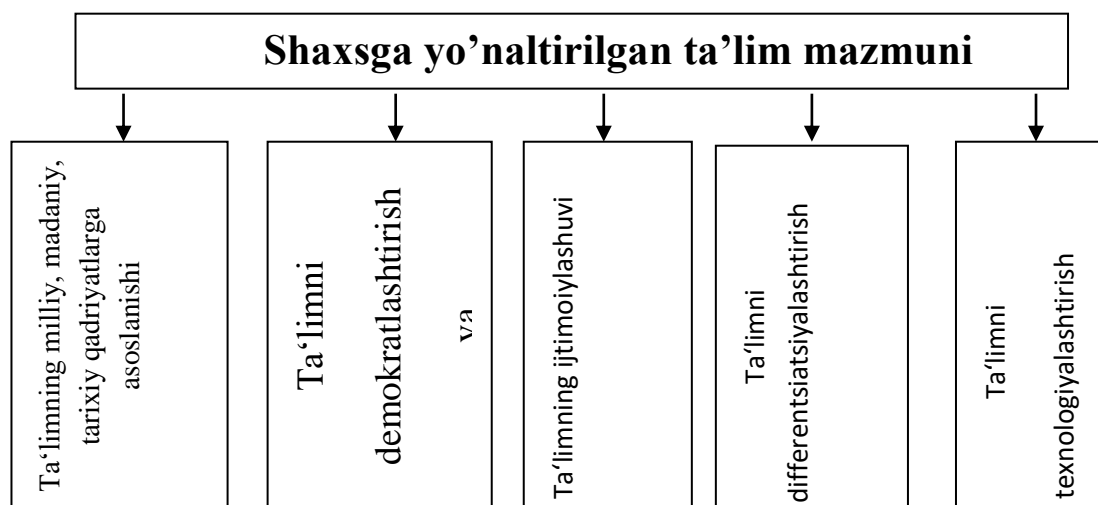 Shaxsga yo’naltirilgan ta’lim mazmuni
Ta‘limning milliy, madaniy,
tarixiy qadriyatlarga
asoslanishi
Ta‘limni
demokratlashtirish
va
Ta‘limning ijtimoiylashuvi
Ta‘limni
differentsiatsiyalashtirish
Ta‘limni
texnologiyalashtirish